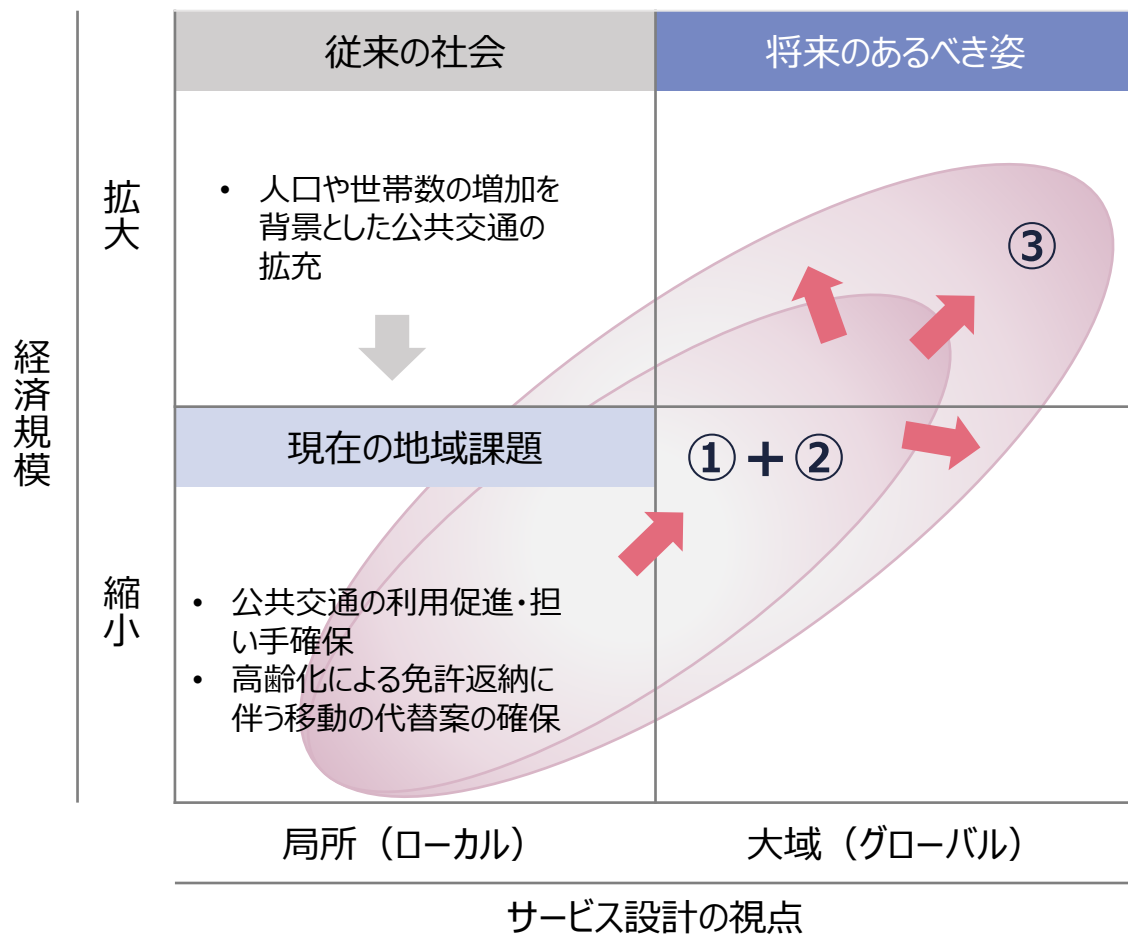 従来の社会
将来のあるべき姿
経済規模
拡大
• 人口や世帯数の増加を
背景とした公共交通の
拡充
③
現在の地域課題
①+②
縮小
• 公共交通の利用促進・担
い手確保
• 高齢化による免許返納に
伴う移動の代替案の確保
局所（ローカル）
大域（グローバル）
サービス設計の視点